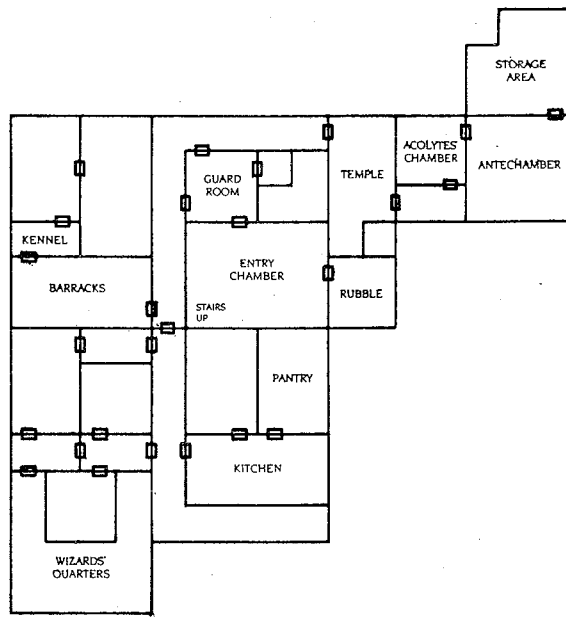 STORAGE
AREA
ACOLYTES'
CHAMBER
ANTECHAMBER
TEMPLE
GUARD
ROOM
KENNEL
ENTRY
CHAMBER
BARRACKS
RUBBLE
STAIRS
UP
PANTRY
KITCHEN
WIZARDS'
QUARTERS